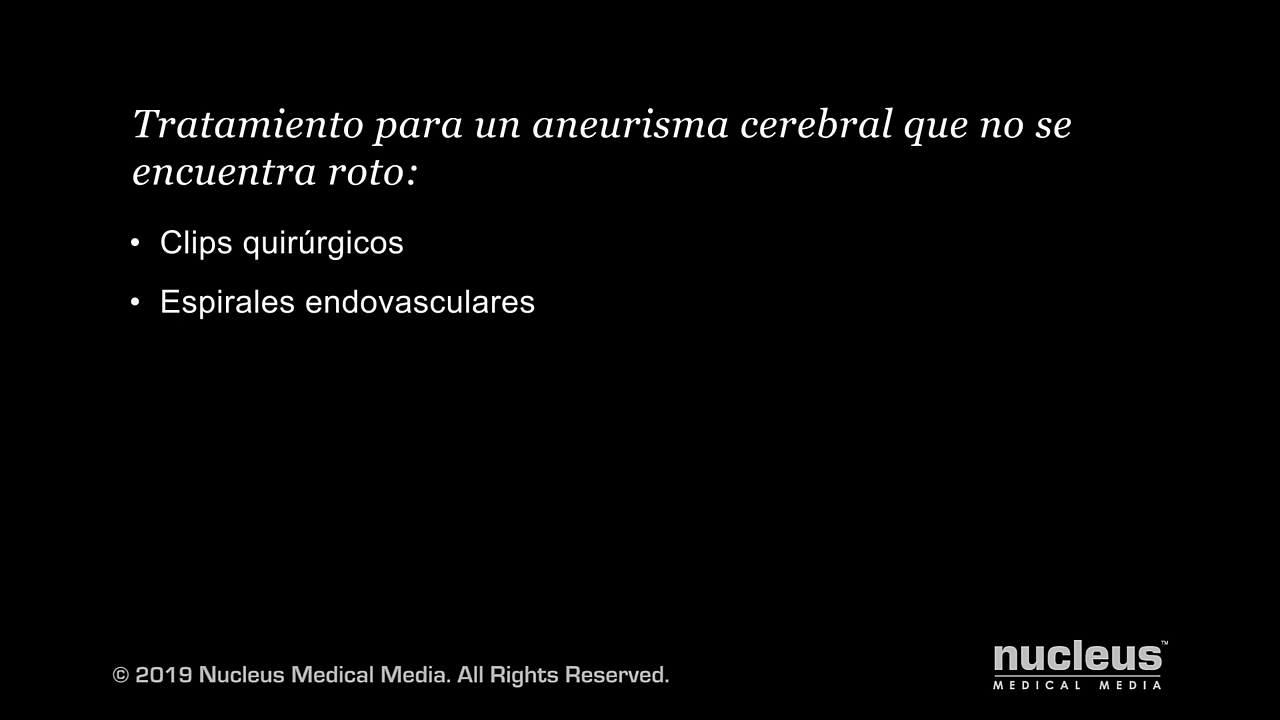 Tratamiento para un aneurisma cerebral que no se
encuentra roto:
• Clips quirúrgicos
• Espirales endovasculares
© 2019 Nucleus Medical Media. All Rights Reserved.
nucleus™
MEDICAL MEDIA